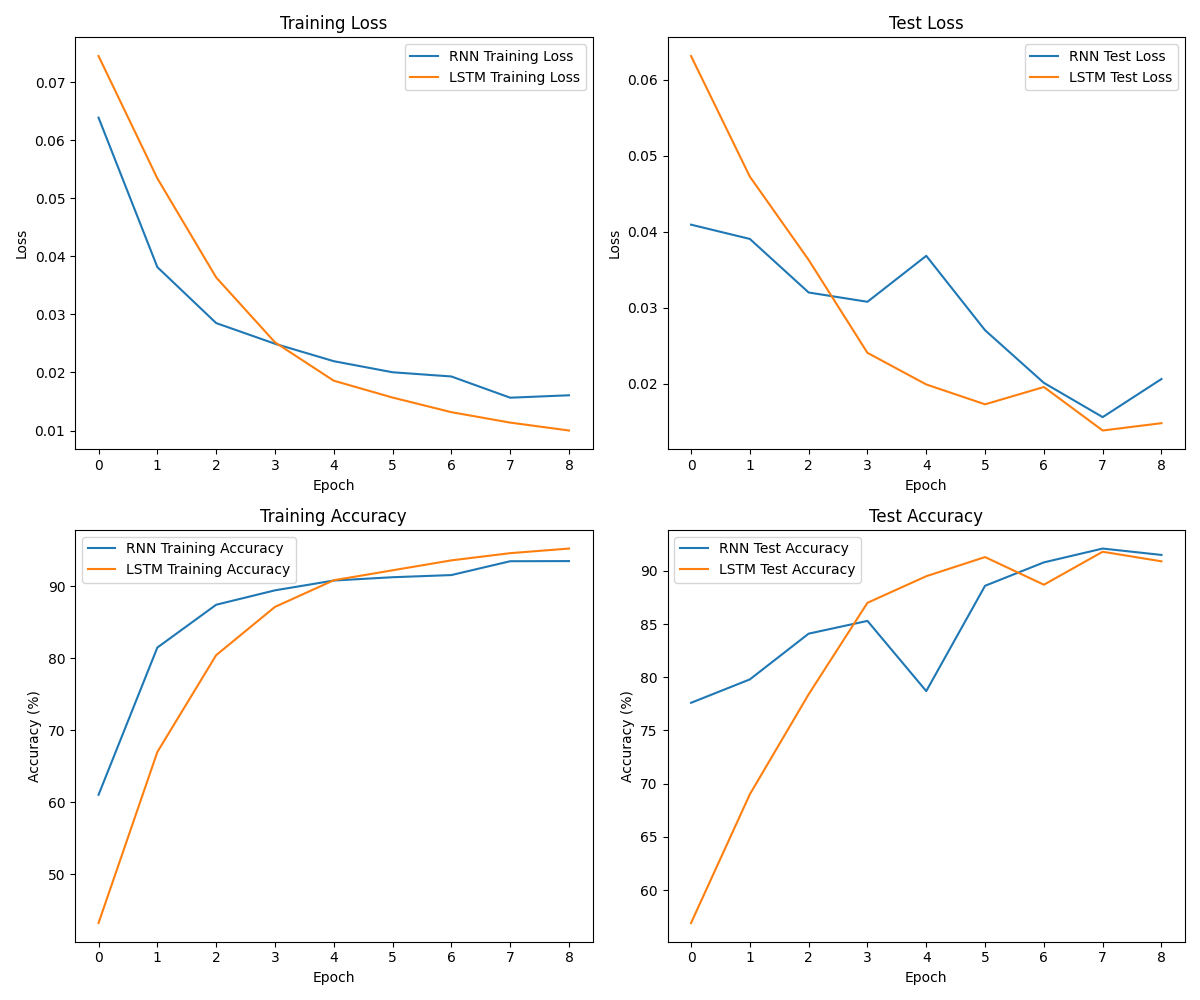 Training Loss
RNN Training Loss
LSTM Training Loss
0.07
0.06
0.05
0.04
0.03
0.02
0.01
Loss
0 1 2 3 4 5 6 7 8
Epoch
Test Loss
RNN Test Loss
LSTM Test Loss
0.06
0.05
0.04
0.03
0.02
Loss
0 1 2 3 4 5 6 7 8
Epoch
Training Accuracy
RNN Training Accuracy
LSTM Training Accuracy
90
80
70
60
50
Accuracy (%)
0 1 2 3 4 5 6 7 8
Epoch
Test Accuracy
RNN Test Accuracy
LSTM Test Accuracy
90
85
80
75
70
65
60
Accuracy (%)
0 1 2 3 4 5 6 7 8
Epoch